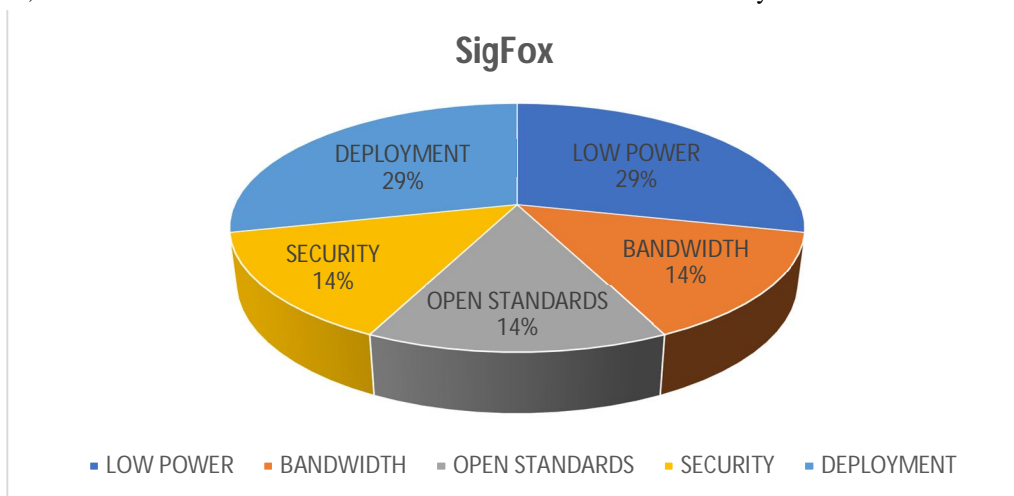 SigFox
DEPLOYMENT
29%
LOW POWER
29%
SECURITY
14%
BANDWIDTH
14%
OPEN STANDARDS
14%
LOW POWER BANDWIDTH OPEN STANDARDS SECURITY DEPLOYMENT